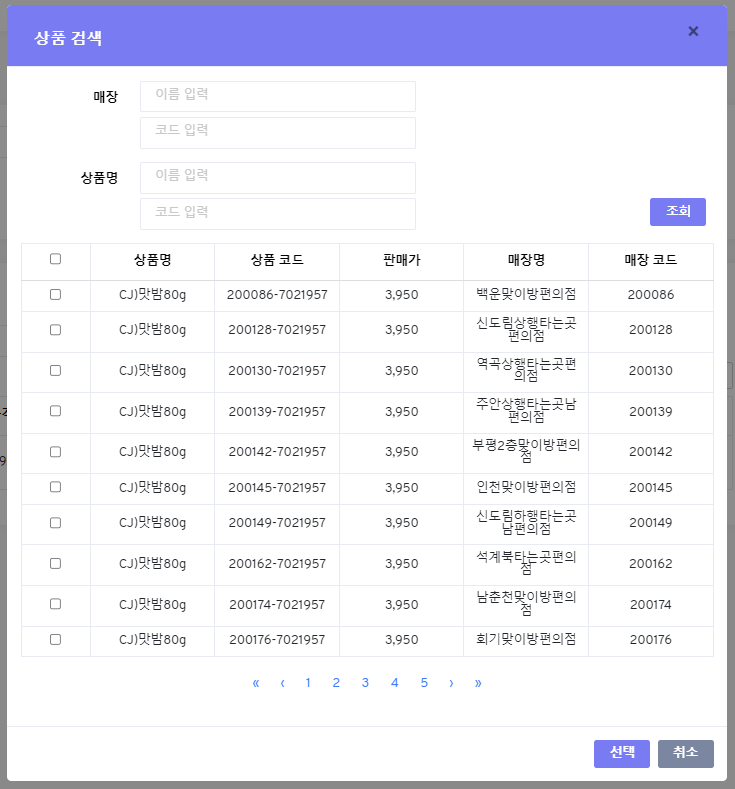 상품 검색 ×
매장 이름 입력
코드 입력
상품명 이름 입력
코드 입력
조회
상품명 상품 코드 판매가 매장명 매장 코드
CJ)맛밤80g 200086-7021957 3,950 백운맞이방편의점 200086
CJ)맛밤80g 200128-7021957 3,950 신도림상행타는곳
편의점 200128
CJ)맛밤80g 200130-7021957 3,950 역곡상행타는곳편
의점 200130
CJ)맛밤80g 200139-7021957 3,950 주안상행타는곳남
편의점 200139
CJ)맛밤80g 200142-7021957 3,950 부평2층맞이방편의
점 200142
CJ)맛밤80g 200145-7021957 3,950 인천맞이방편의점 200145
CJ)맛밤80g 200149-7021957 3,950 신도림하행타는곳
남편의점 200149
CJ)맛밤80g 200162-7021957 3,950 석계북타는곳편의
점 200162
CJ)맛밤80g 200174-7021957 3,950 남춘천맞이방편의
점 200174
CJ)맛밤80g 200176-7021957 3,950 회기맞이방편의점 200176
« ‹ 1 2 3 4 5 › »
선택 취소